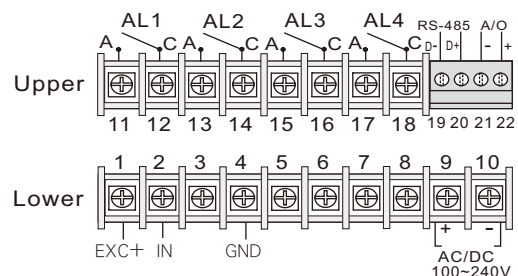 AL1 AL2 AL3 AL4 RS-485 A/O
A C A C A C A C D- D+ - +
Upper
11 12 13 14 15 16 17 18 19 20 21 22
1 2 3 4 5 6 7 8 9 10
Lower
+ -
EXC+ IN GND AC/DC
100~240V